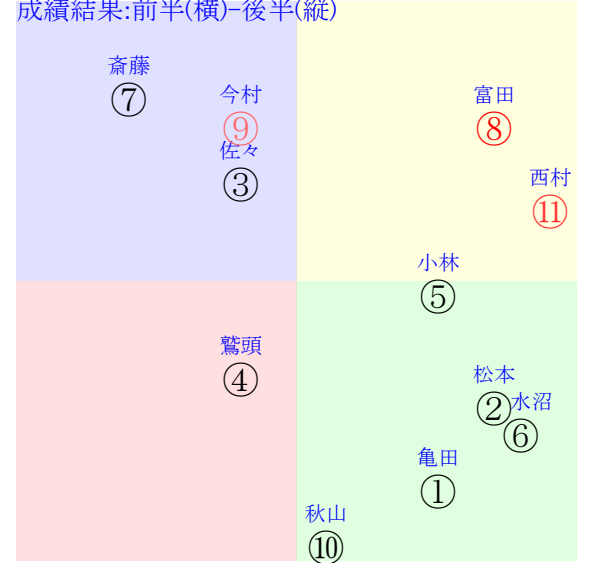 成績結果:前半(横)-後半(縦)
斎藤
⑦
今村
⑨
富田
⑧
佐々
③
西村
⑪
小林
⑤
鷲頭
④
松本
②
水沼
⑥
亀田
①
秋山
⑩